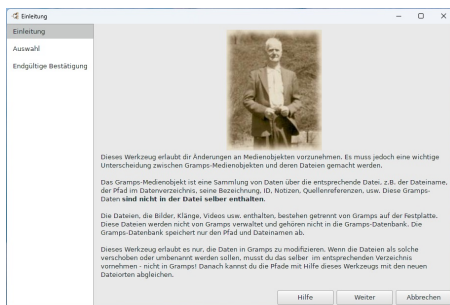 Einleitung
Einleitung
Auswahl
Endgültige Bestätigung
Dieses Werkzeug erlaubt dir Änderungen an Medienobjekten vorzunehmen. Es muss jedoch eine wichtige
Unterscheidung zwischen Gramps-Medienobjekten und deren Dateien gemacht werden.
Das Gramps-Medienobjekt ist eine Sammlung von Daten über die entsprechende Datei, z.B. der Dateiname,
der Pfad im Datenverzeichnis, seine Bezeichnung, ID, Notizen, Quellenreferenzen, usw. Diese Gramps-
Daten sind nicht in der Datei selber enthalten.
Die Dateien, die Bilder, Klänge, Videos usw. enthalten, bestehen getrennt von Gramps auf der Festplatte.
Diese Dateien werden nicht von Gramps verwaltet und gehören nicht in die Gramps-Datenbank. Die
Gramps-Datenbank speichert nur den Pfad und Dateinamen ab.
Dieses Werkzeug erlaubt es nur, die Daten in Gramps zu modifizieren. Wenn die Dateien als solche
verschoben oder umbenannt werden sollen, musst du das selber im entsprechenden Verzeichnis
vornehmen - nicht in Gramps! Danach kannst du die Pfade mit Hilfe dieses Werkzeugs mit den neuen
Dateiorten abgleichen.
Hilfe Weiter Abbrechen